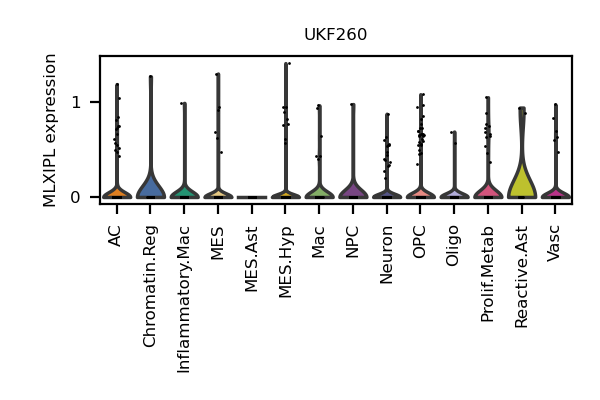 UKF260
MLXIPL expression
1
0
AC
Chromatin.Reg
Inflammatory.Mac
MES
MES.Ast
MES.Hyp
Mac
NPC
Neuron
OPC
Oligo
Prolif.Metab
Reactive.Ast
Vasc